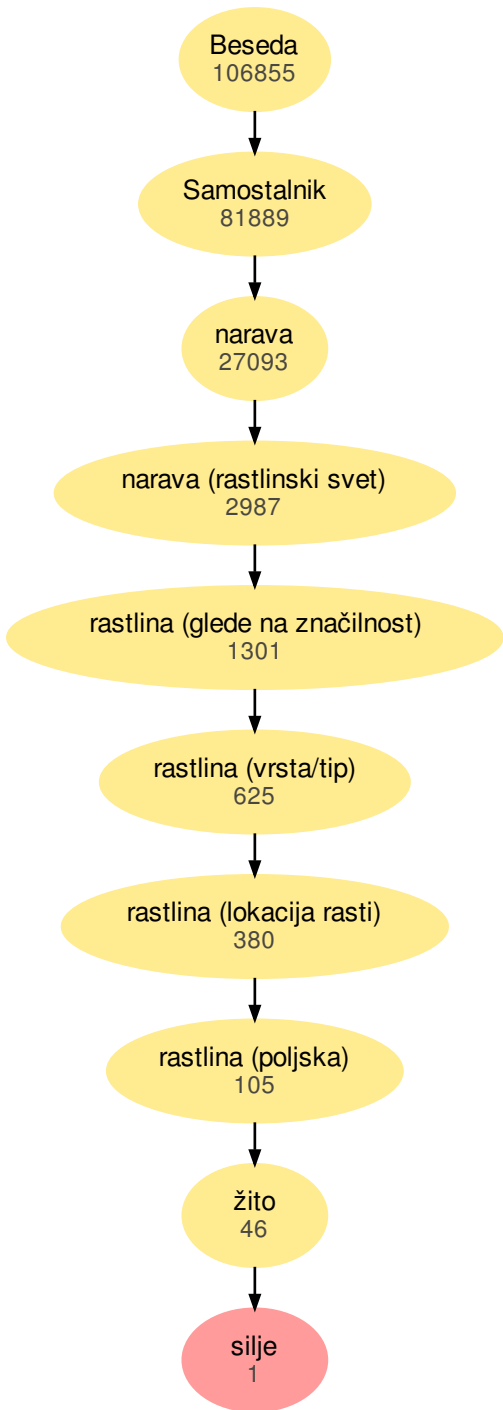 Beseda
106855
Samostalnik
81889
narava
27093
narava (rastlinski svet)
2987
rastlina (glede na značilnost)
1301
rastlina (vrsta/tip)
625
rastlina (lokacija rasti)
380
rastlina (poljska)
105
žito
46
silje
1